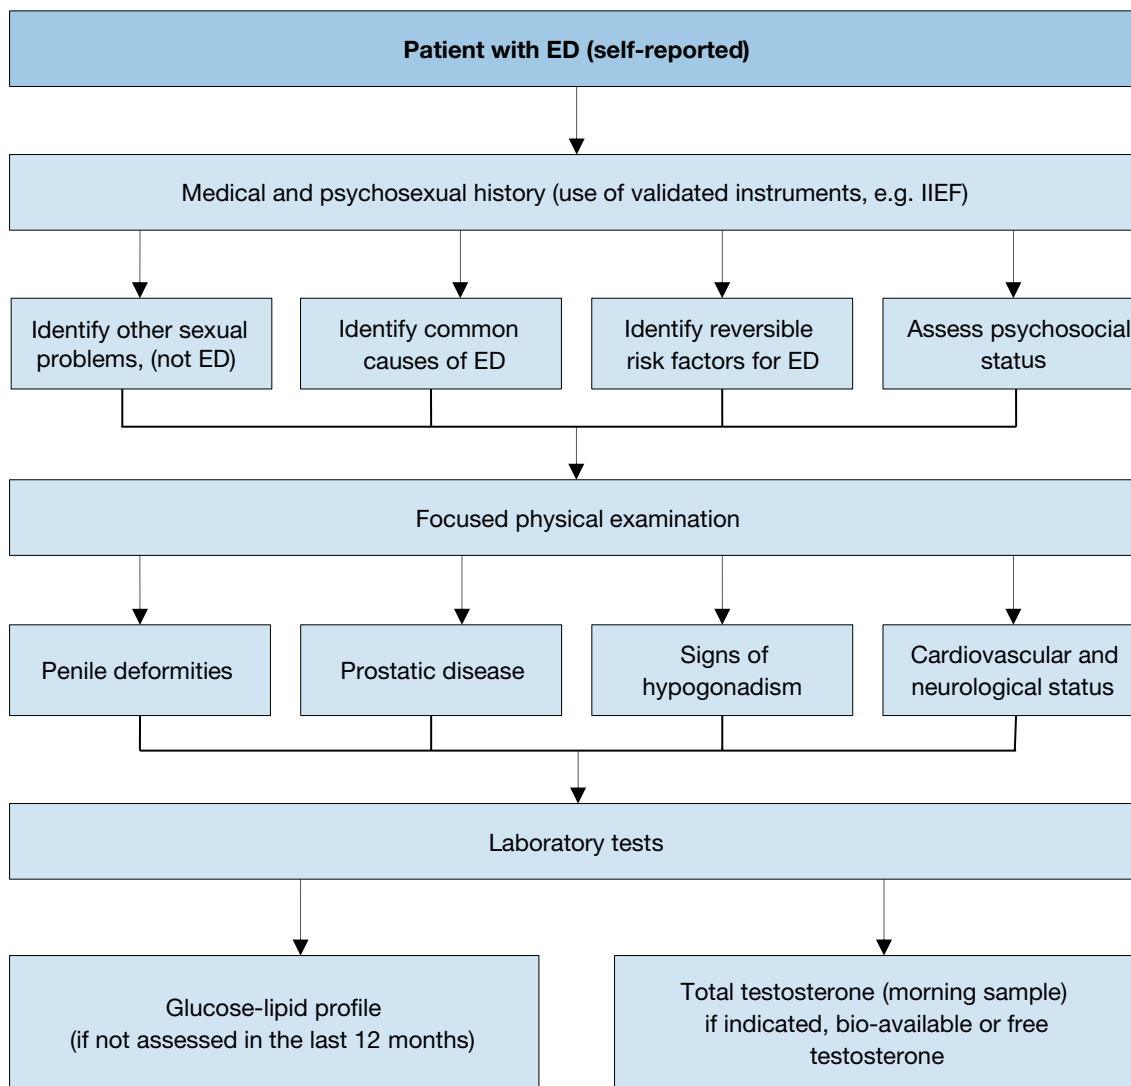 Patient with ED (self-reported)
Medical and psychosexual history (use of validated instruments, e.g. IIEF)
Identify other sexual
problems, (not ED)
Identify common
causes of ED
Identify reversible
risk factors for ED
Assess psychosocial
status
Focused physical examination
Penile deformities
Prostatic disease
Signs of
hypogonadism
Cardiovascular and
neurological status
Laboratory tests
Glucose-lipid profile
(if not assessed in the last 12 months)
Total testosterone (morning sample)
if indicated, bio-available or free
testosterone